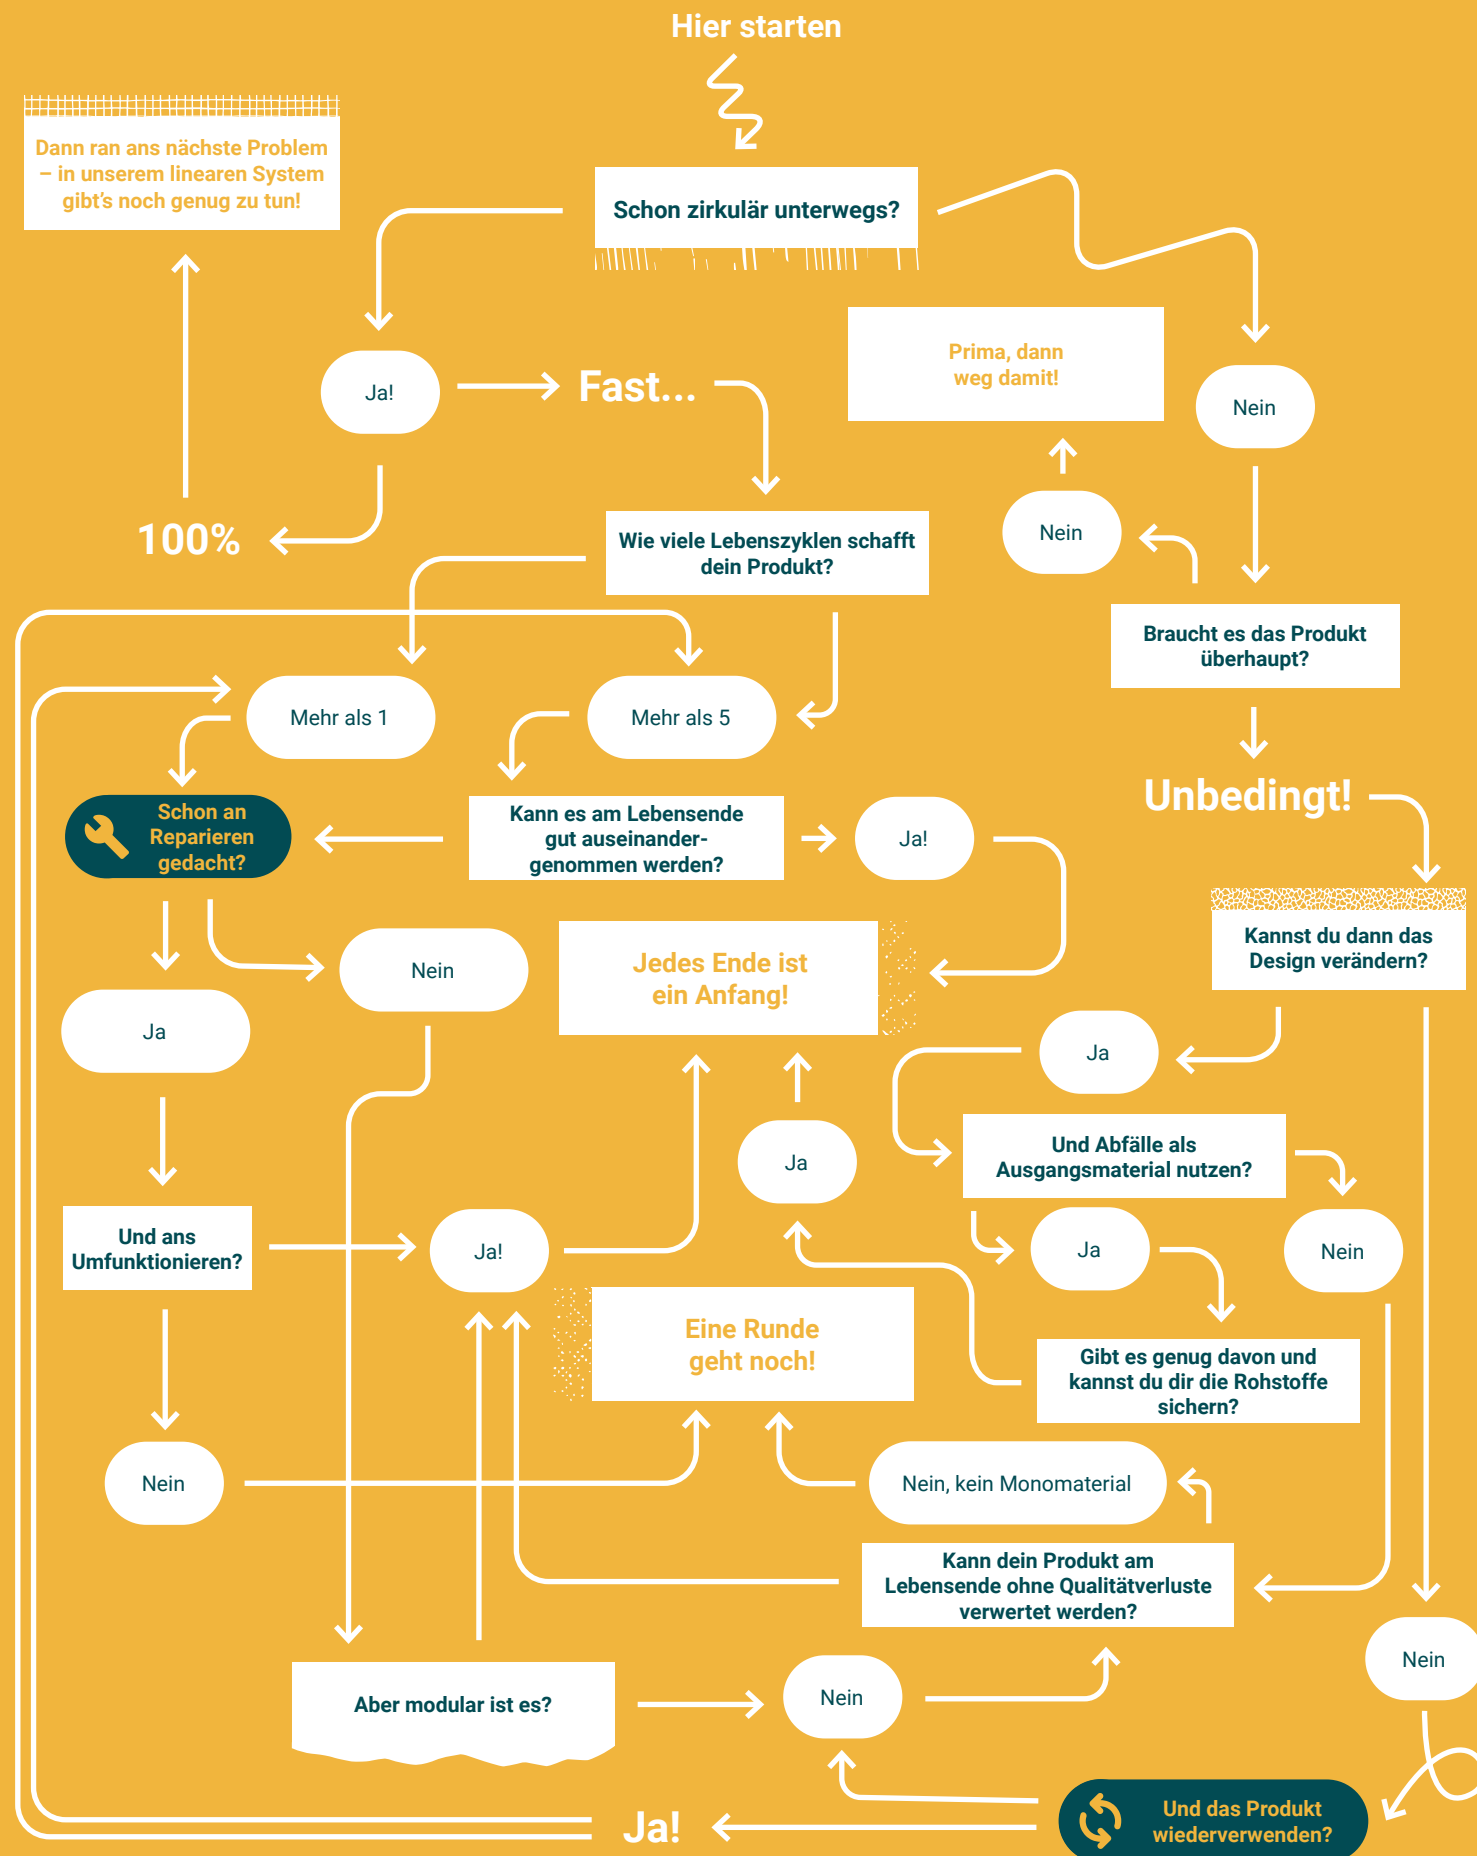 Hier starten
Dann ran ans nächste Problem
– in unserem linearen System
gibt's noch genug zu tun!
Schon zirkulär unterwegs?
Prima, dann
weg damit!
Ja!
Fast...
Nein
100%
Wie viele Lebenszyklen schafft
dein Produkt?
Nein
Braucht es das Produkt
überhaupt?
Mehr als 1
Mehr als 5
Unbedingt!
Schon an
Reparieren
gedacht?
Kann es am Lebensende
gut auseinander-
genommen werden?
Ja!
Kannst du dann das
Design verändern?
Nein
Jedes Ende ist
ein Anfang!
Ja
Ja
Und Abfälle als
Ausgangsmaterial nutzen?
Ja
Und ans
Umfunktionieren?
Ja!
Ja
Nein
Eine Runde
geht noch!
Gibt es genug davon und
kannst du dir die Rohstoffe
sichern?
Nein
Nein, kein Monomaterial
Kann dein Produkt am
Lebensende ohne Qualitätverluste
verwertet werden?
Nein
Aber modular ist es?
Nein
Ja!
Und das Produkt
wiederverwenden?